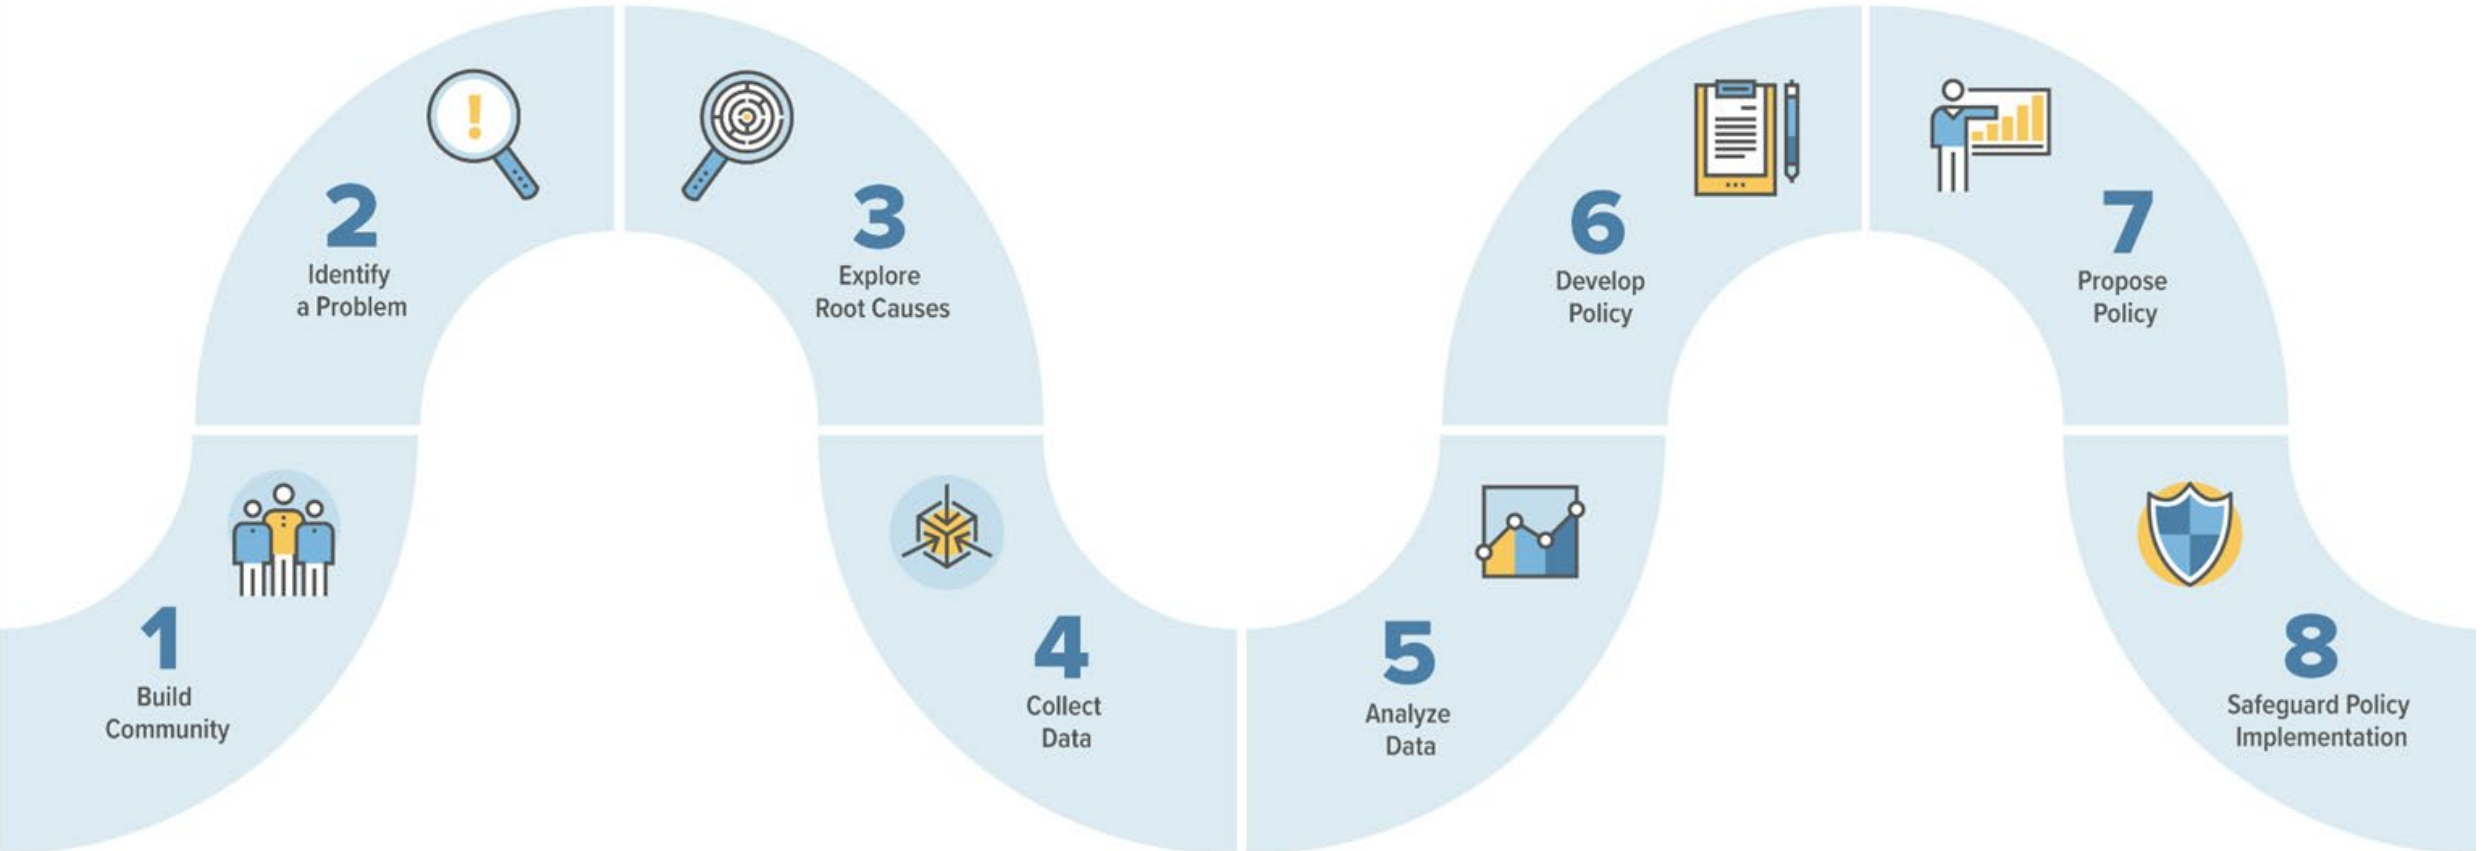 1
Build
Community
2
Identify
a Problem
3
Explore
Root Causes
4
Collect
Data
5
Analyze
Data
6
Develop
Policy
7
Propose
Policy
8
Safeguard Policy
Implementation